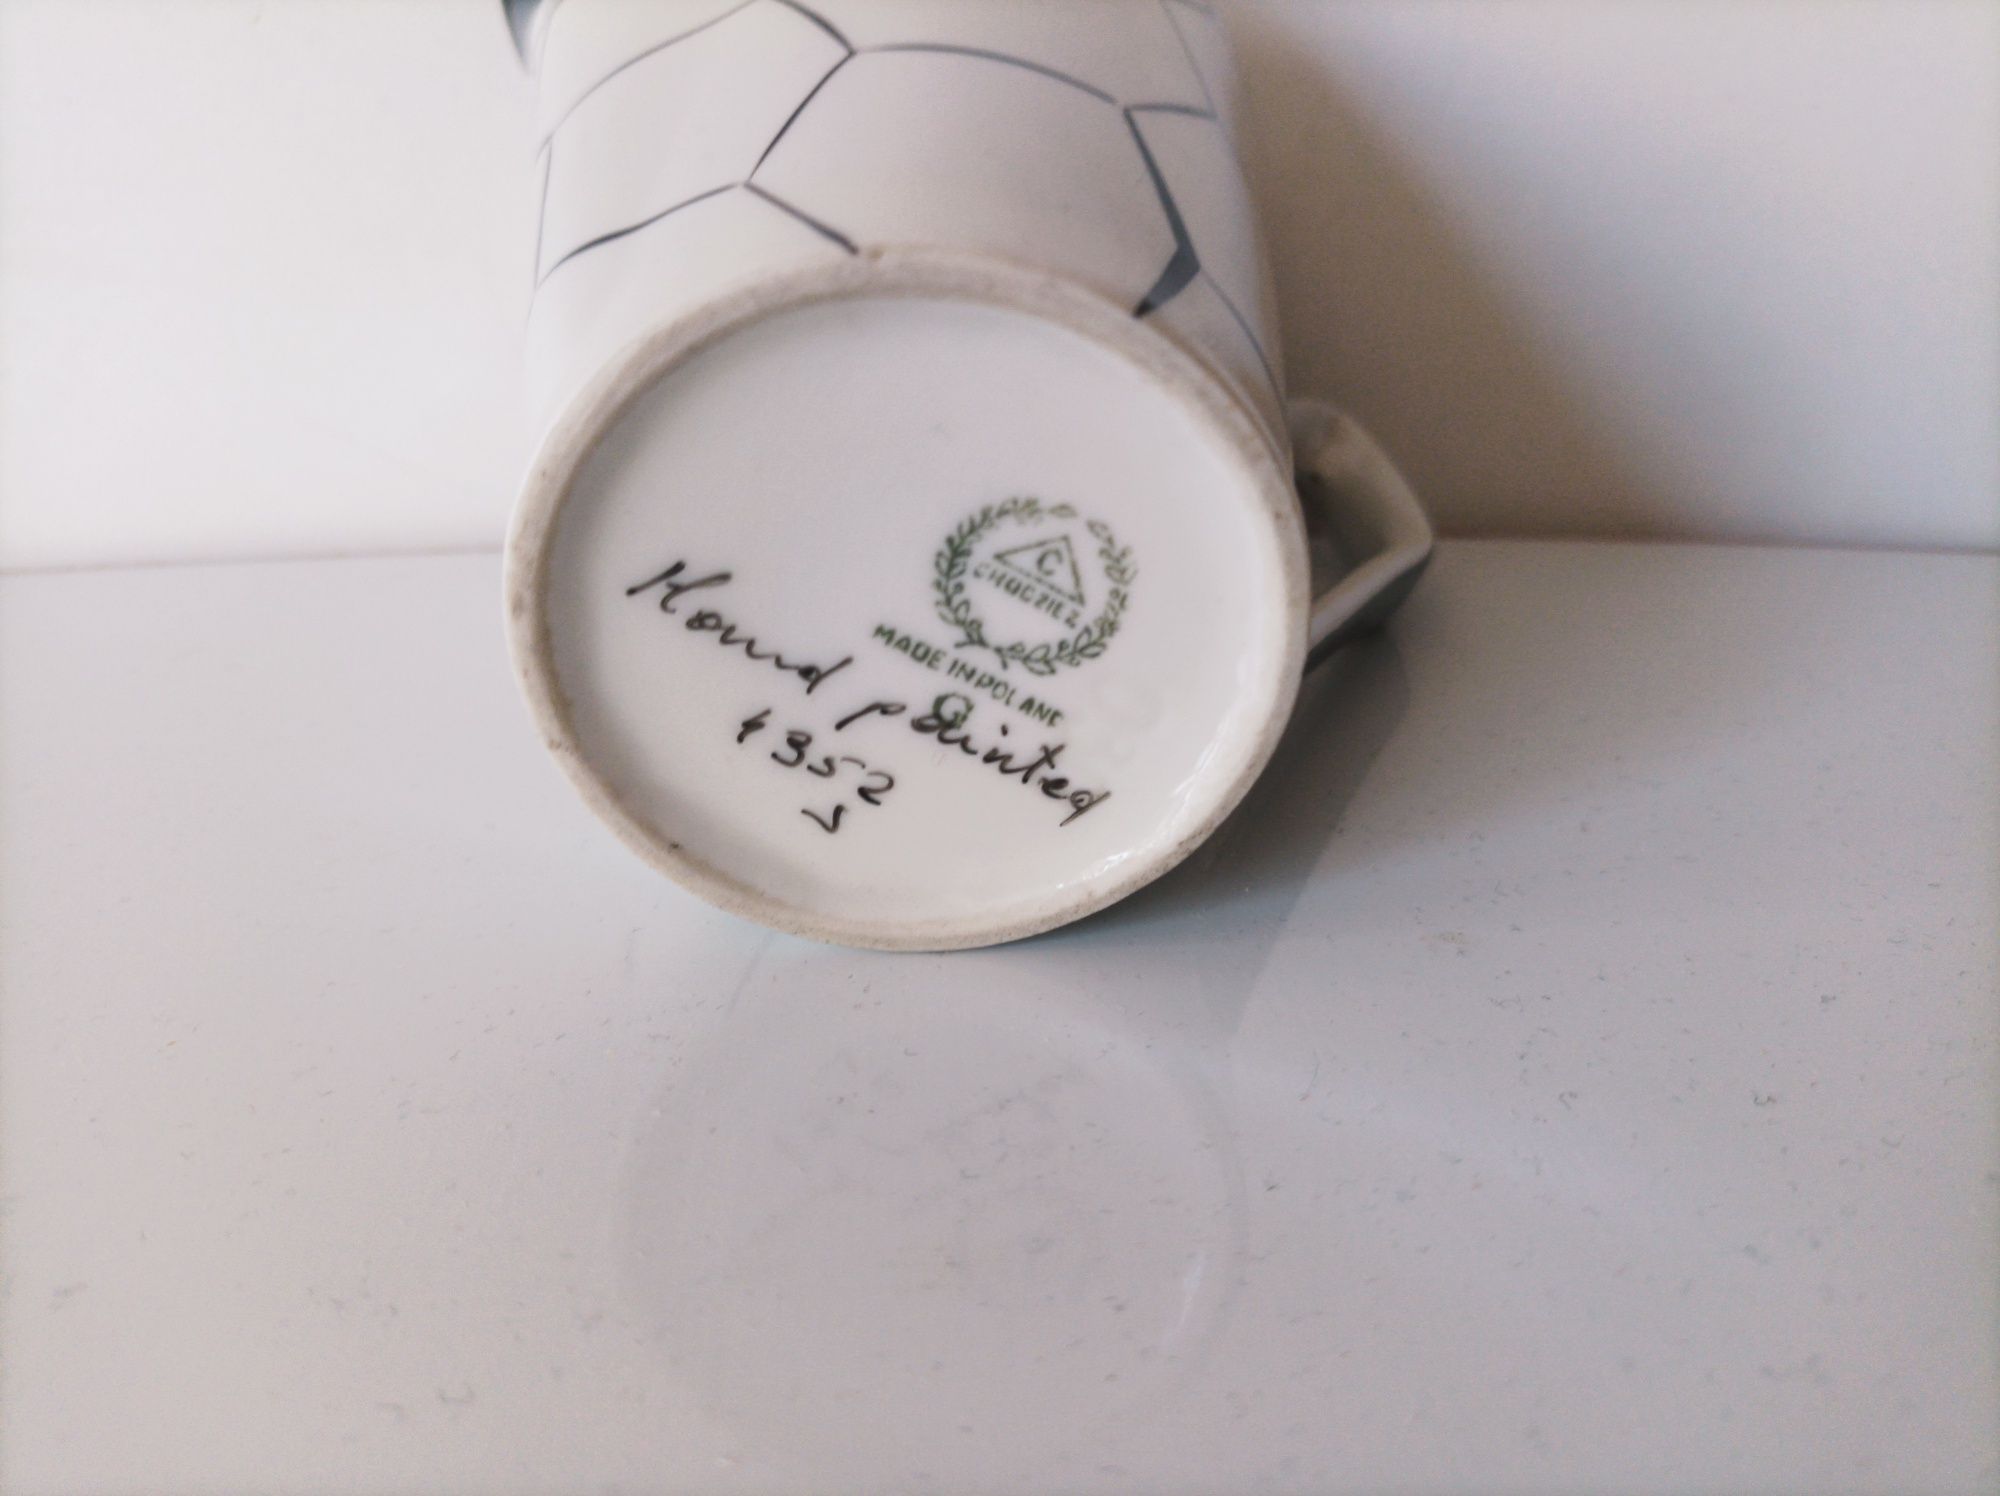 C
CHODZIEŻ
MADE IN POLAND
G
Hand painted
4352